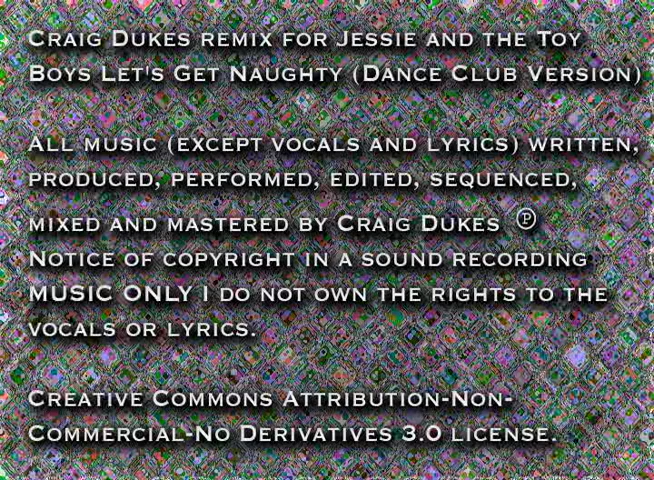 Craig Dukes remix for Jessie and the Toy
Boys Let's Get Naughty (Dance Club Version)
All music (except vocals and lyrics) written,
produced, performed, edited, sequenced,
mixed and mastered by Craig Dukes ℗
Notice of copyright in a sound recording
MUSIC ONLY I do not own the rights to the
vocals or lyrics.
Creative Commons Attribution-Non-
Commercial-No Derivatives 3.0 license.